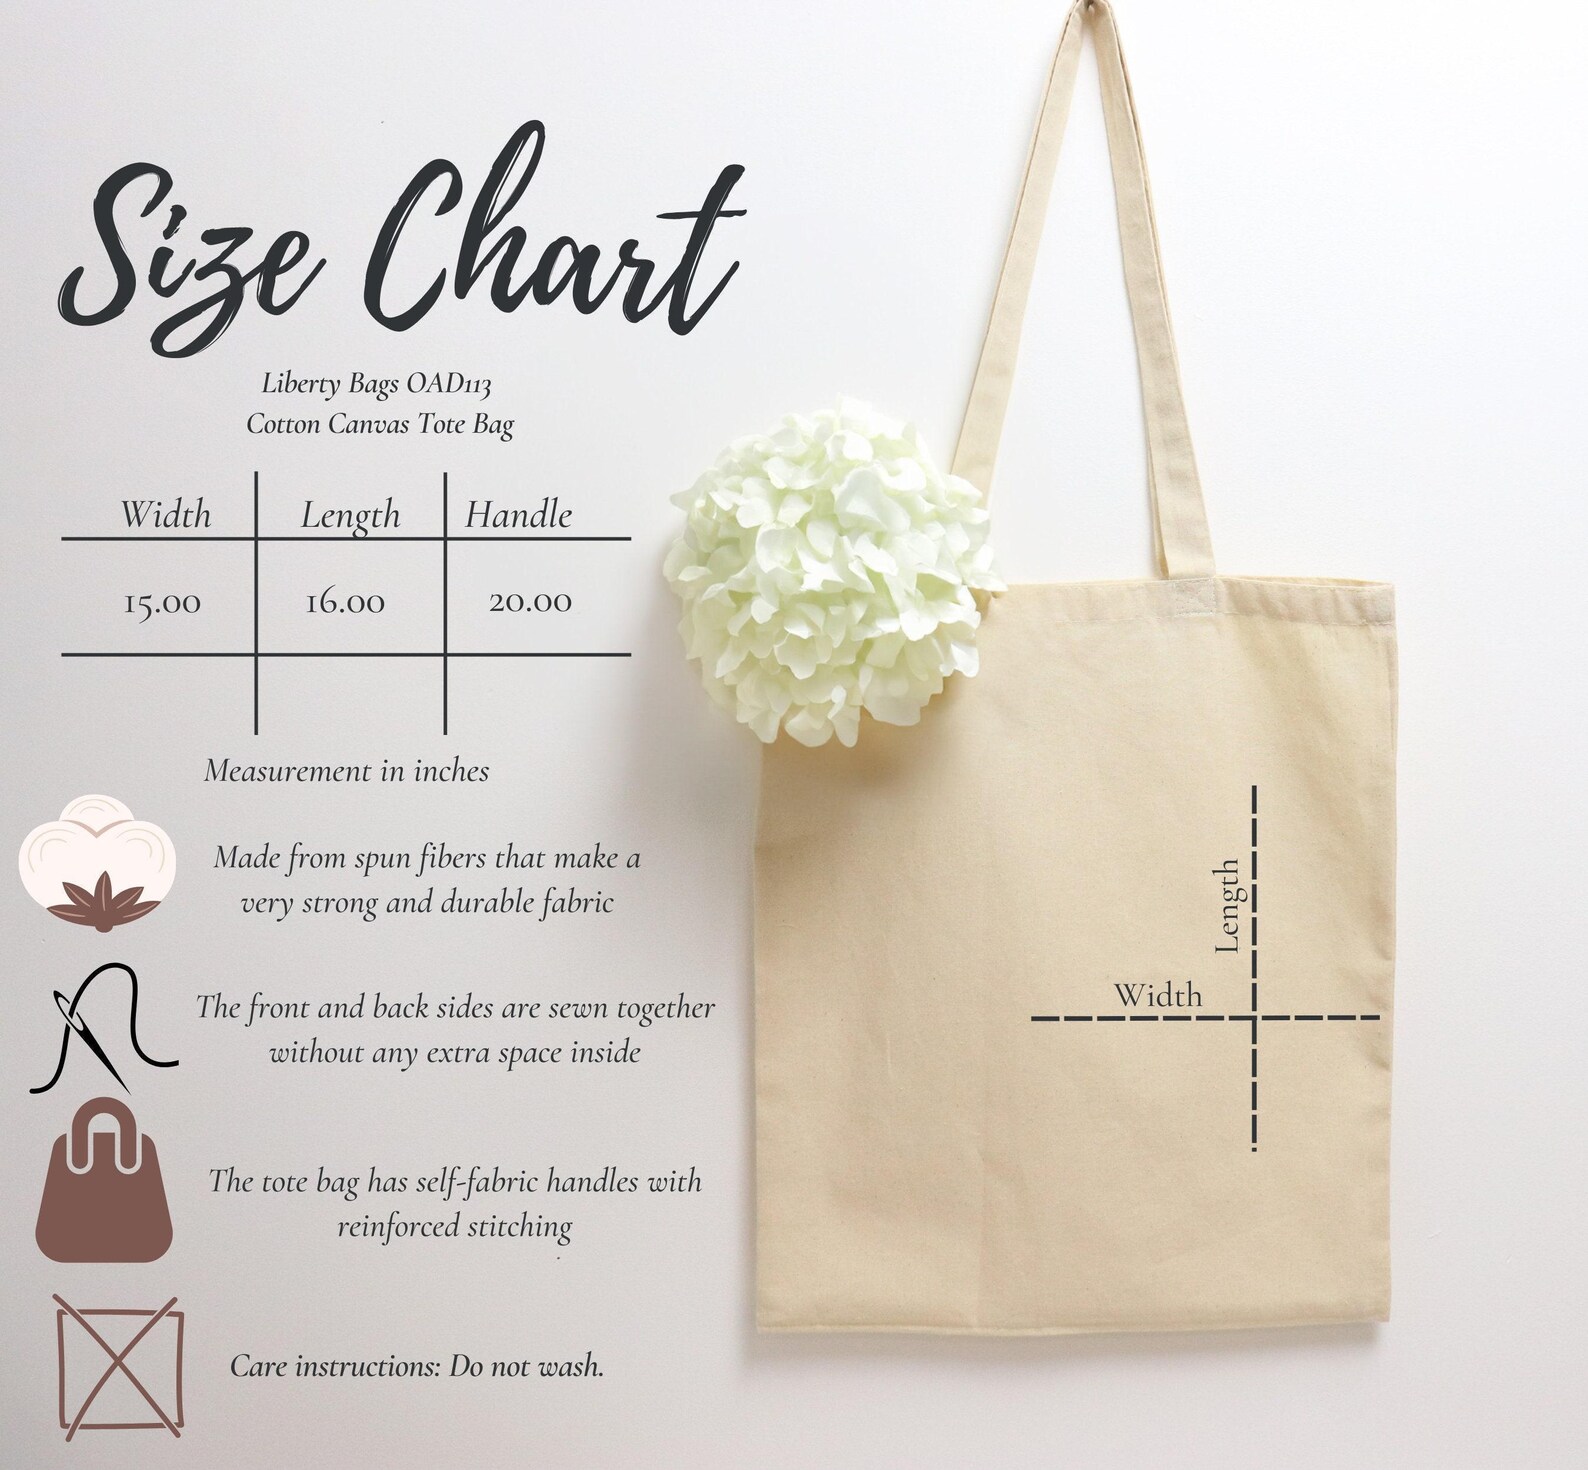 Size Chart
Liberty Bags OAD113
Cotton Canvas Tote Bag
Width Length Handle
15.00 16.00 20.00
Measurement in inches
Made from spun fibers that make a
very strong and durable fabric
The front and back sides are sewn together
without any extra space inside
The tote bag has self-fabric handles with
reinforced stitching
Care instructions: Do not wash.
Length
Width